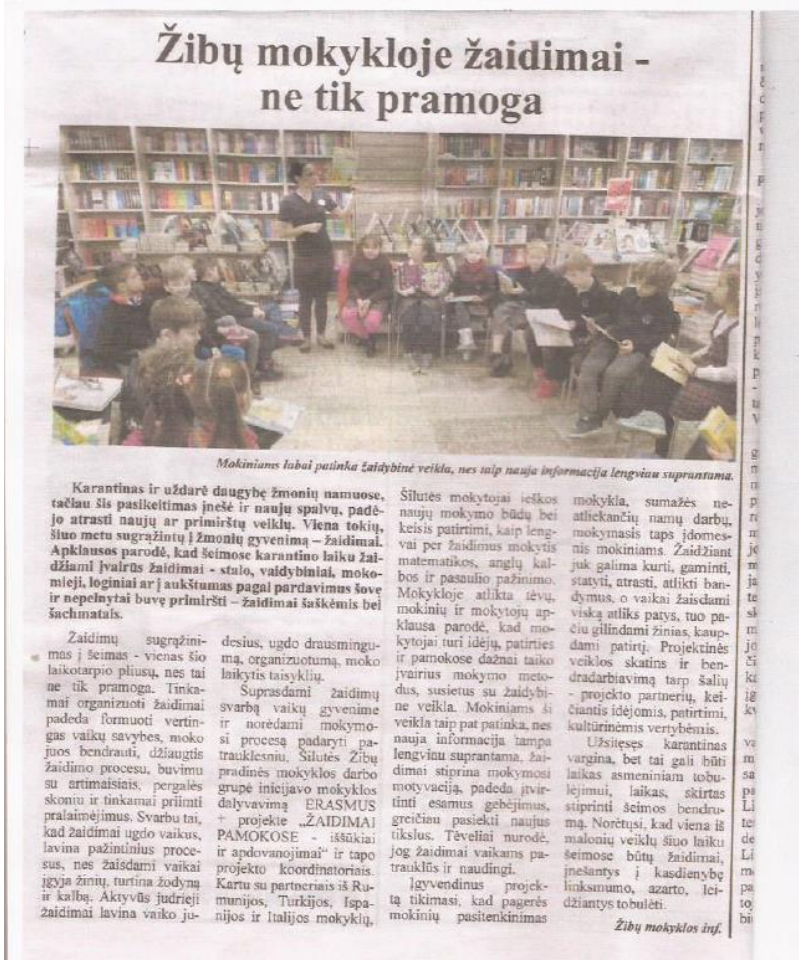 Žibų mokykloje žaidimai -
ne tik pramoga
Mokiniams labai patinka žaidybinė veikla, nes taip nauja informacija lengviau suprantama.
Karantinas ir uždarė daugybę žmonių namuose,
tačiau šis pasikeitimas įnešė ir naujų spalvų, padė-
jo atrasti naujų ar primirštų veiklų. Viena tokių,
šiuo metu sugrąžintų į žmonių gyvenimą – žaidimai.
Apklausos parodė, kad šeimose karantino laiku žai-
džiami įvairūs žaidimai - stalo, vaidybiniai, moko-
mieji, loginiai ar į aukštumas pagal pardavimus šovę
ir nepelnytai buvę primiršti – žaidimai šaškėmis bei
šachmatais.
Žaidimų sugrąžini-
mas į šeimas - vienas šio
laikotarpio pliusų, nes tai
ne tik pramoga. Tinka-
mai organizuoti žaidimai
padeda formuoti vertin-
gas vaikų savybes, moko
juos bendrauti, džiaugtis
žaidimo procesu, buvimu
su artimaisiais, pergalės
skoniu ir tinkamai priimti
pralaimėjimus. Svarbu tai,
kad žaidimai ugdo vaikus,
lavina pažintinius proce-
sus, nes žaisdami vaikai
įgyja žinių, turtina žodyną
ir kalbą. Aktyvūs judrieji
žaidimai lavina vaiko ju-
desius, ugdo drausmingu-
mą, organizuotumą, moko
laikytis taisyklių.
Suprasdami žaidimų
svarbą vaikų gyvenime
ir norėdami mokymo-
si procesą padaryti pa-
trauklesniu, Šilutės Žibų
pradinės mokyklos darbo
grupė inicijavo mokyklos
dalyvavimą ERASMUS
+ projekte „ŽAIDIMAI
PAMOKOSE - iššūkiai
ir apdovanojimai“ ir tapo
projekto koordinatoriais.
Kartu su partneriais iš Ru-
munijos, Turkijos, Ispa-
nijos ir Italijos mokyklų,
Šilutės mokytojai ieškos
naujų mokymo būdų bei
keisis patirtimi, kaip leng-
vai per žaidimus mokytis
matematikos, anglų kal-
bos ir pasaulio pažinimo.
Mokykloje atlikta tėvų,
mokinių ir mokytojų ap-
klausa parodė, kad mo-
kytojai turi idėjų, patirties
ir pamokose dažnai taiko
įvairius mokymo meto-
dus, susietus su žaidybi-
ne veikla. Mokiniams ši
veikla taip pat patinka, nes
nauja informacija tampa
lengviau suprantama, žai-
dimai stiprina mokymosi
motyvaciją, padeda įtvir-
tinti esamus gebėjimus,
greičiau pasiekti naujus
tikslus. Tėveliai nurodė,
jog žaidimai vaikams pa-
trauklūs ir naudingi.
Įgyvendinus projek-
tą tikimasi, kad pagerės
mokinių pasitenkinimas
mokykla, sumažės ne-
atliekančių namų darbų,
mokymasis taps įdomes-
nis mokiniams. Žaidžiant
juk galima kurti, gaminti,
statyti, atrasti, atlikti ban-
dymus, o vaikai žaisdami
viską atliks patys, tuo pa-
čiu gilindami žinias, kaup-
dami patirtį. Projektinės
veiklos skatins ir ben-
dradarbiavimą tarp šalių
- projekto partnerių, kei-
čiantis idėjomis, patirtimi,
kultūrinėmis vertybėmis.
Užsitęsęs karantinas
vargina, bet tai gali būti
laikas asmeniniam tobu-
lėjimui, laikas, skirtas
stiprinti šeimos bendru-
mą. Norėtųsi, kad viena iš
malonių veiklų šiuo laiku
šeimose būtų žaidimai,
įnešantys į kasdienybę
linksmumo, azarto, lei-
džiantys tobulėti.
Žibų mokyklos inf.